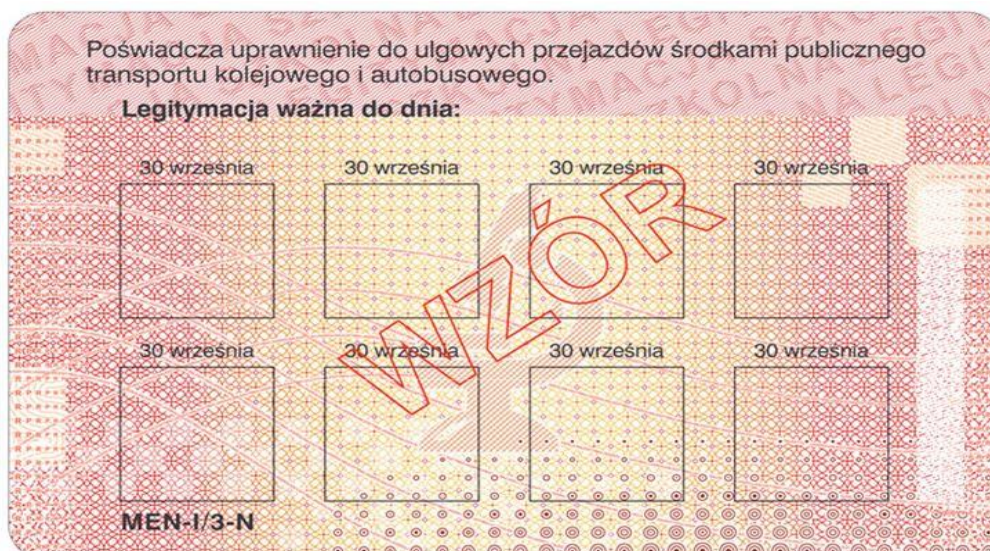 Poświadcza uprawnienie do ulgowych przejazdów środkami publicznego
transportu kolejowego i autobusowego.
Legitymacja ważna do dnia:
30 września 30 września 30 września 30 września
WZÓR
30 września 30 września 30 września 30 września
MEN-I/3-N